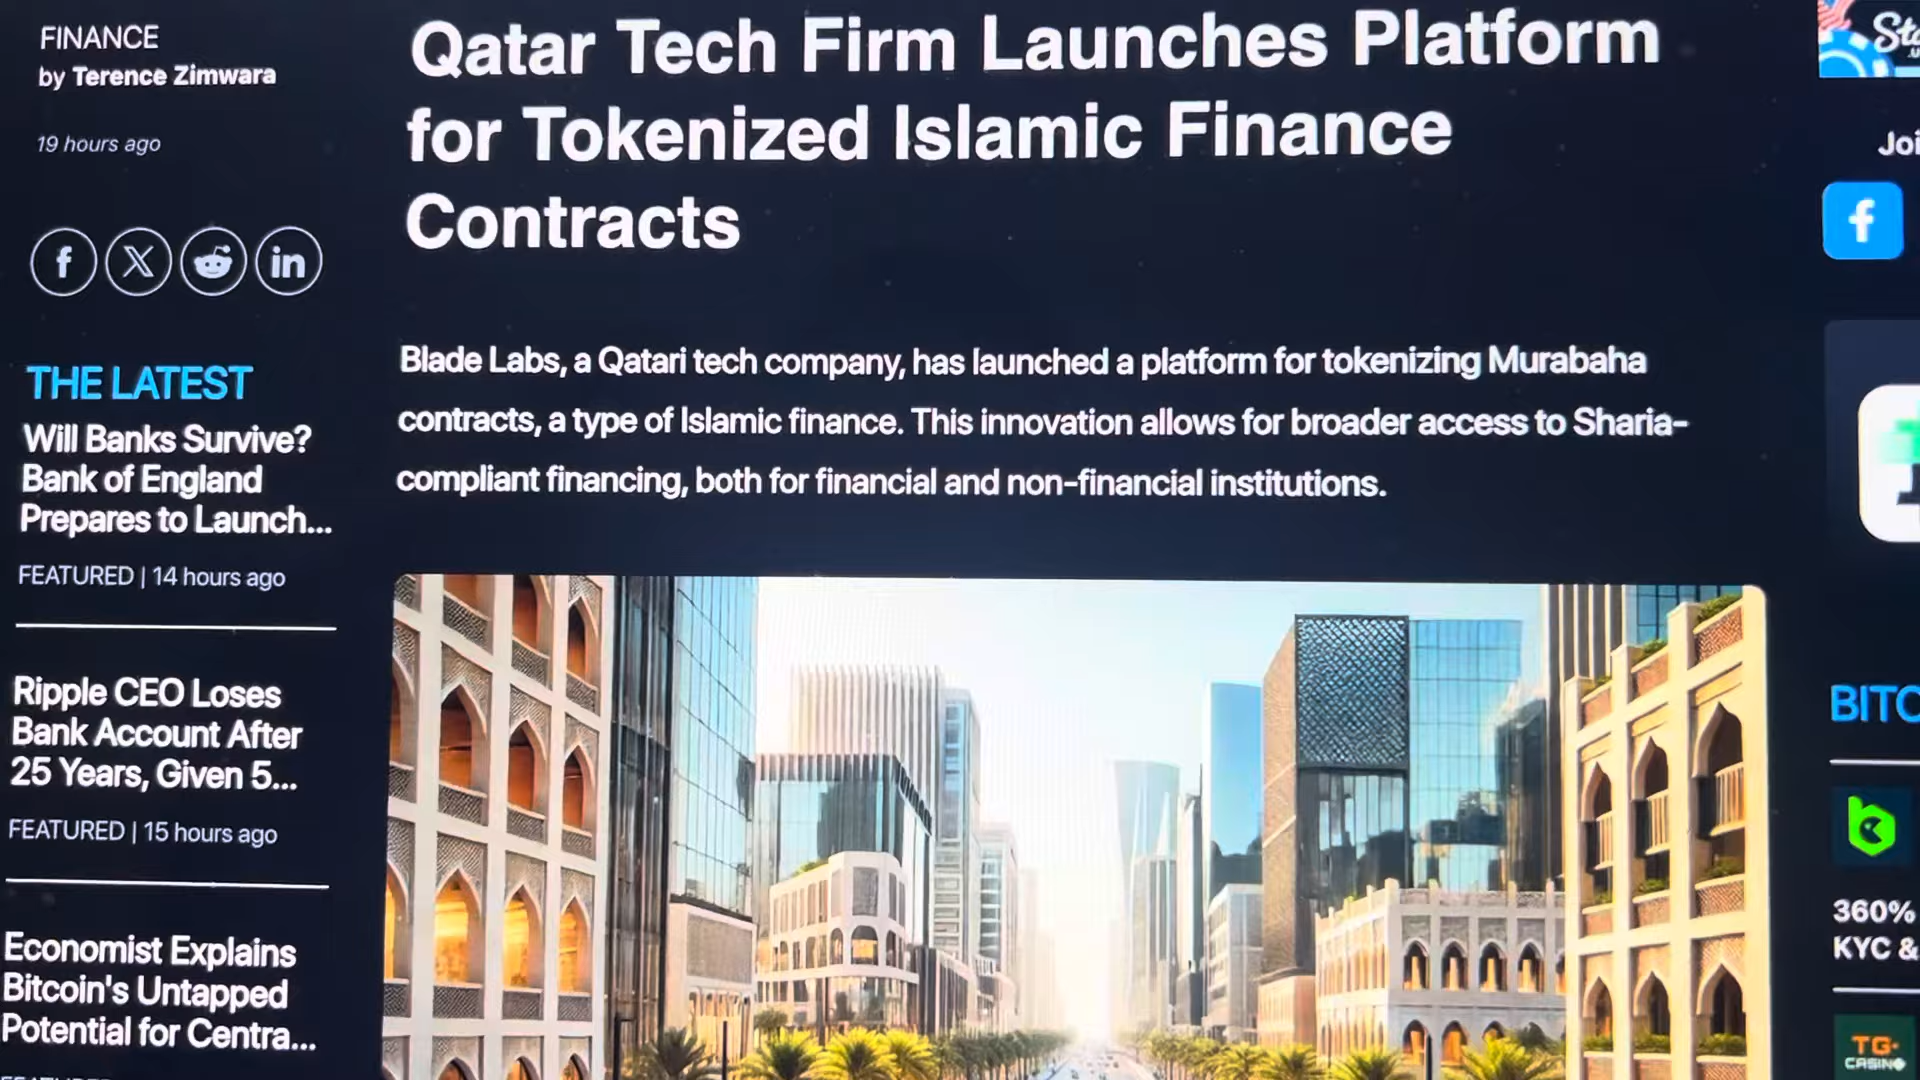 FINANCE
by Terence Zimwara
19 hours ago
THE LATEST
Will Banks Survive?
Bank of England
Prepares to Launch...
FEATURED | 14 hours ago
Ripple CEO Loses
Bank Account After
25 Years, Given 5...
FEATURED | 15 hours ago
Economist Explains
Bitcoin's Untapped
Potential for Centra...
Qatar Tech Firm Launches Platform
for Tokenized Islamic Finance
Contracts
Blade Labs, a Qatari tech company, has launched a platform for tokenizing Murabaha
contracts, a type of Islamic finance. This innovation allows for broader access to Sharia-
compliant financing, both for financial and non-financial institutions.
360%
KYC &
TG.
CASINO